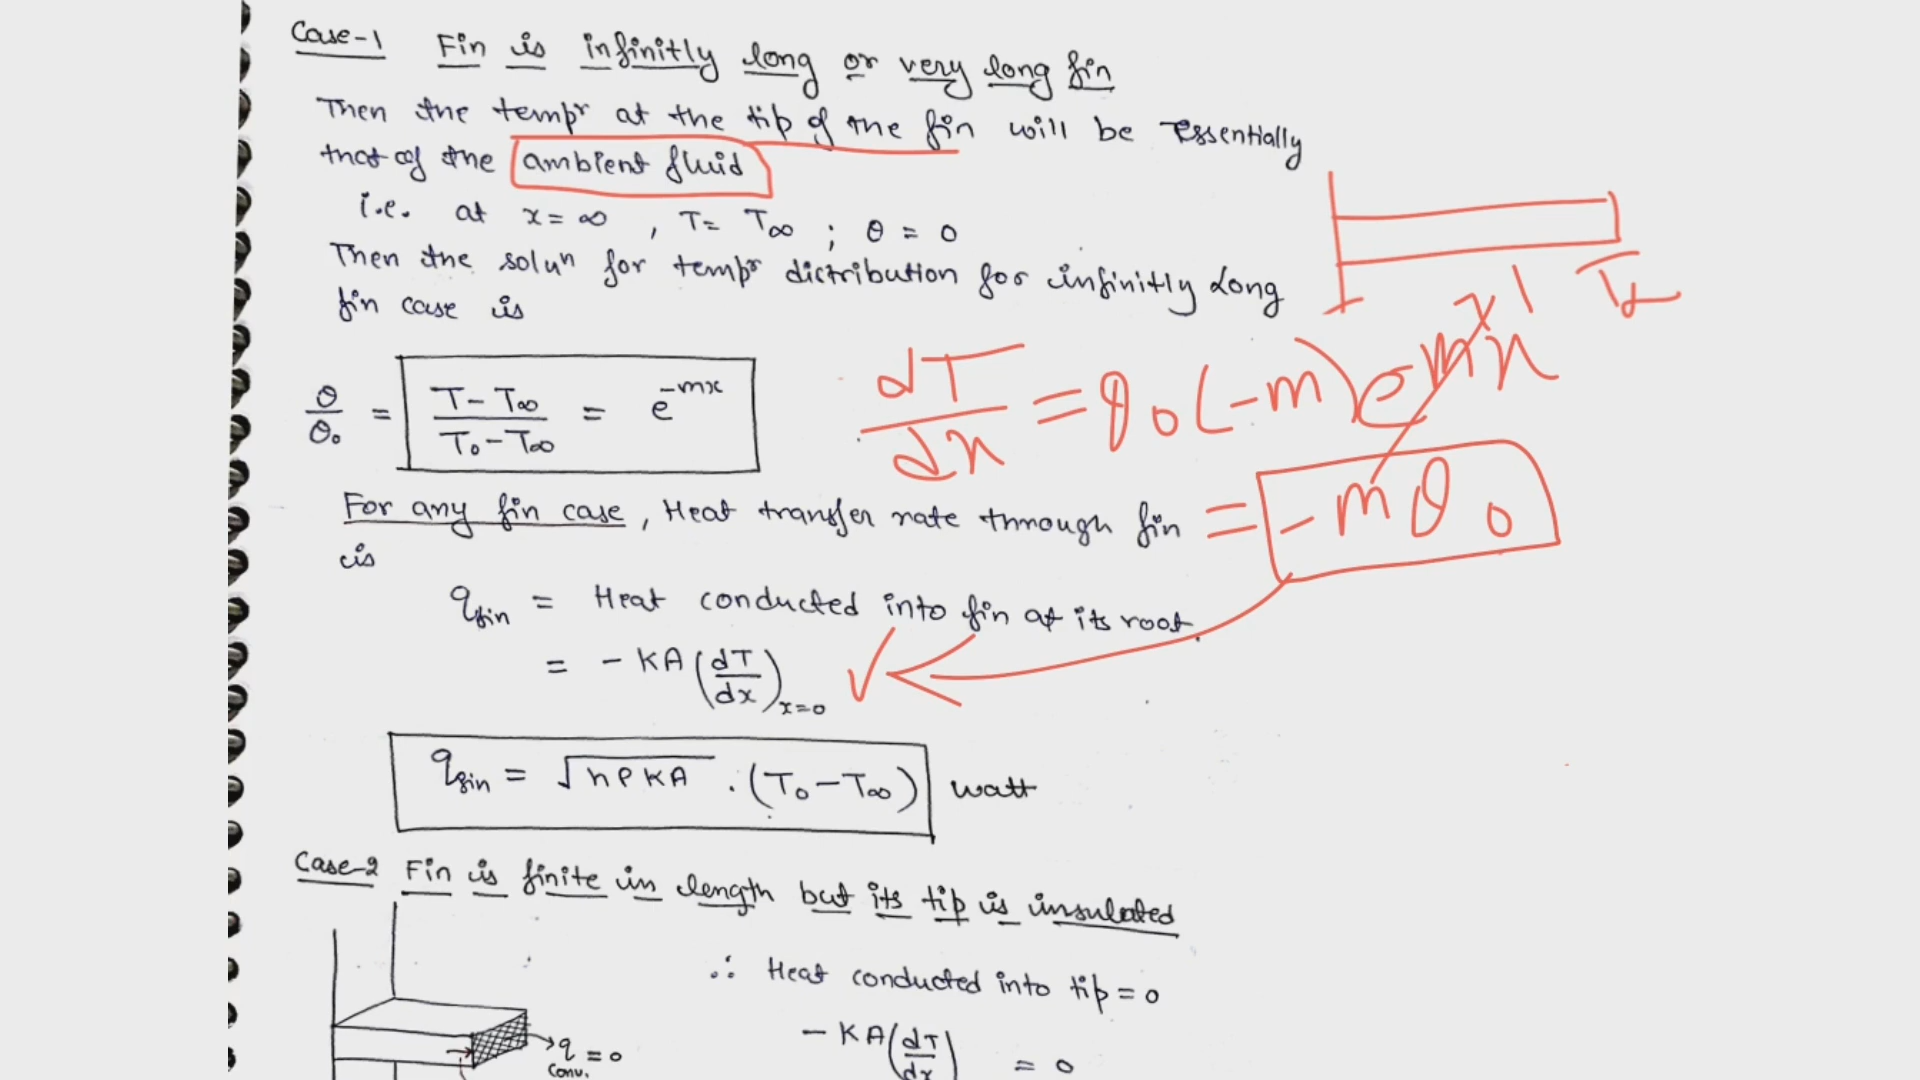 Case-1 Fin is infinitly long or very long fin
Then the tempr at the tip of the fin will be essentially
that of the ambient fluid
i.e. at x = ∞ , T = T∞ ; θ = 0
Then the solun for tempr distribution for infinitly long
fin case is
θ/θ₀ = (T − T∞)/(T₀ − T∞) = e^(−mx)
dT/dx = θ₀(−m)e^(mx) 1
= −mθ₀
For any fin case, Heat transfer rate through fin
is
qfin = Heat conducted into fin at its root.
= − KA (dT/dx)x=0
qfin = √hPKA . (T₀ − T∞) watt
Case-2 Fin is finite in length but its tip is insulated
∴ Heat conducted into tip = 0
− KA (dT/dx) = 0
q conv. = 0